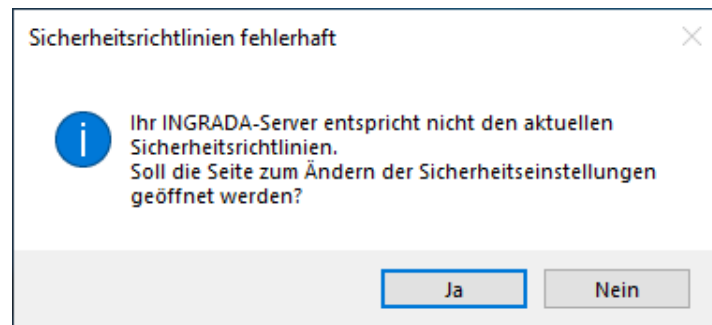 Sicherheitsrichtlinien fehlerhaft
Ihr INGRADA-Server entspricht nicht den aktuellen
Sicherheitsrichtlinien.
Soll die Seite zum Ändern der Sicherheitseinstellungen
geöffnet werden?
Ja
Nein